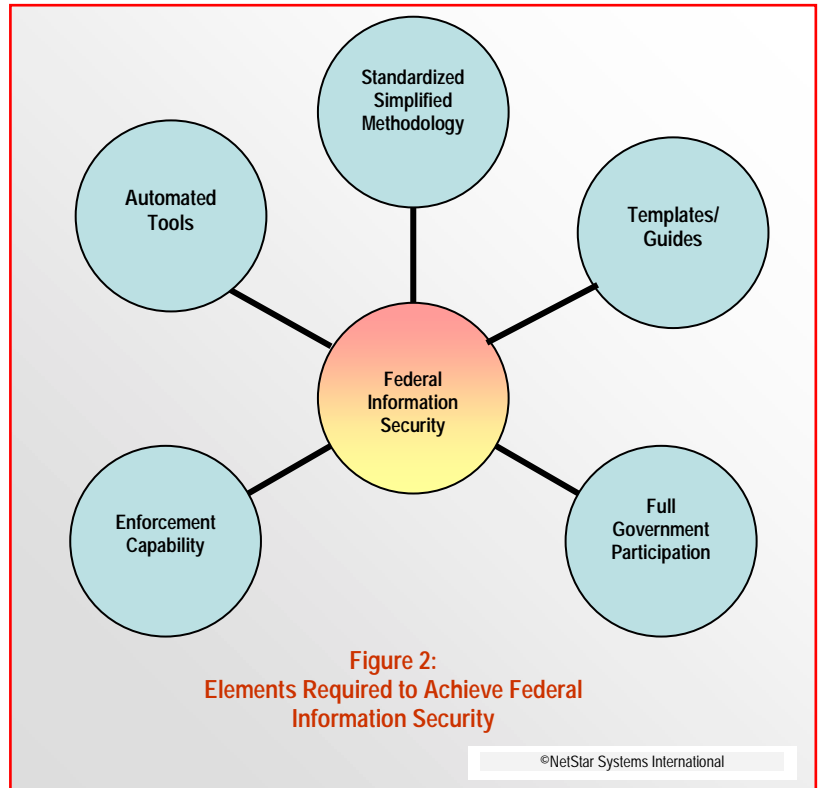 Standardized
Simplified
Methodology
Automated
Tools
Templates/
Guides
Federal
Information
Security
Enforcement
Capability
Full
Government
Participation
Figure 2:
Elements Required to Achieve Federal
Information Security
©NetStar Systems International